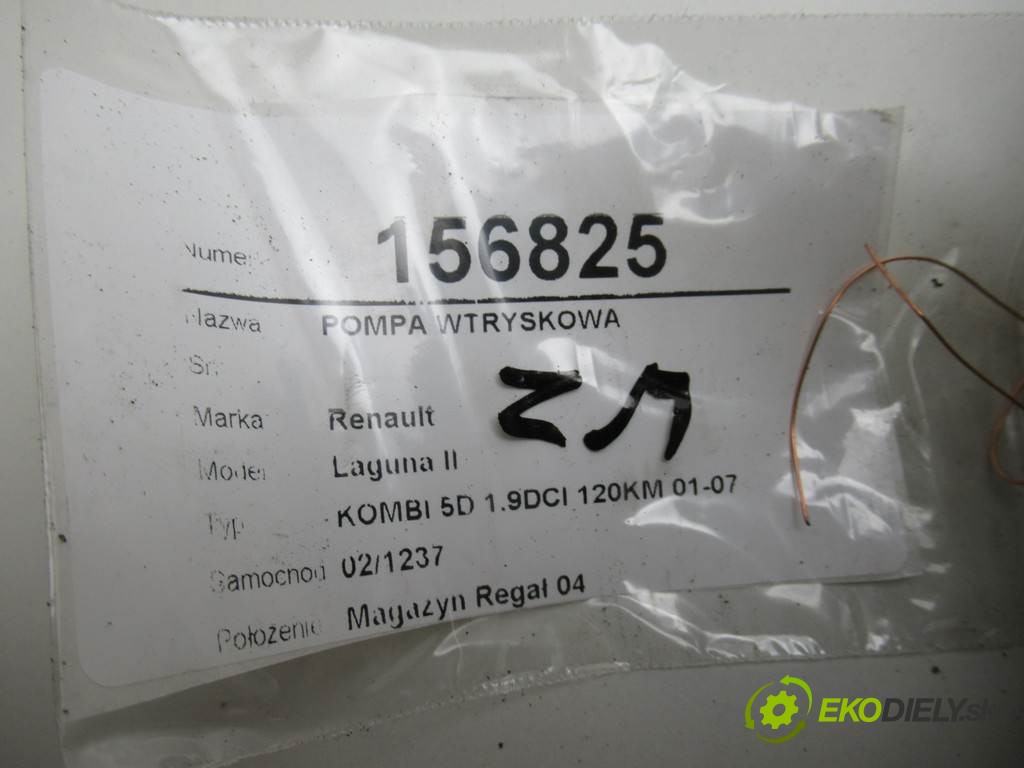 Numer 156825
Nazwa POMPA WTRYSKOWA
Marka Renault
Model Laguna II
Typ KOMBI 5D 1.9DCI 120KM 01-07
Samochod 02/1237
Położenie Magazyn Regał 04
EKODIELY.sk